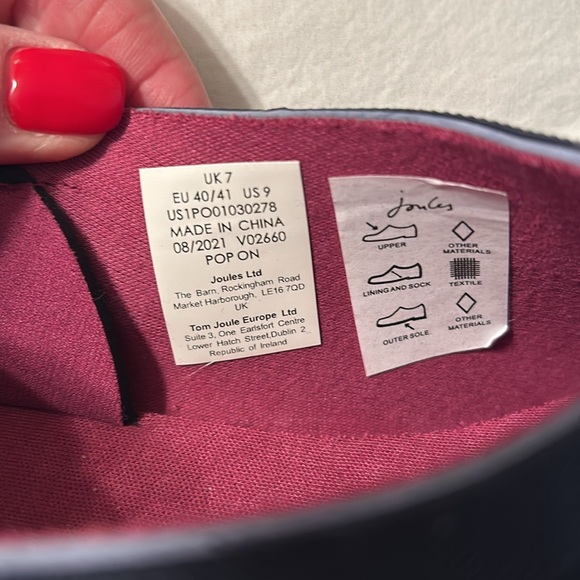 UK 7
EU 40/41 US 9
US1PO01030278
MADE IN CHINA
08/2021 V02660
POP ON
Joules Ltd
The Barn, Rockingham Road
Market Harborough, LE16 7QD
UK
Tom Joule Europe Ltd
Suite 3, One Earlsfort Centre
Lower Hatch Street,Dublin 2
Republic of Ireland
Joules
UPPER
OTHER MATERIALS
LINING AND SOCK
TEXTILE
OUTER SOLE
OTHER MATERIALS